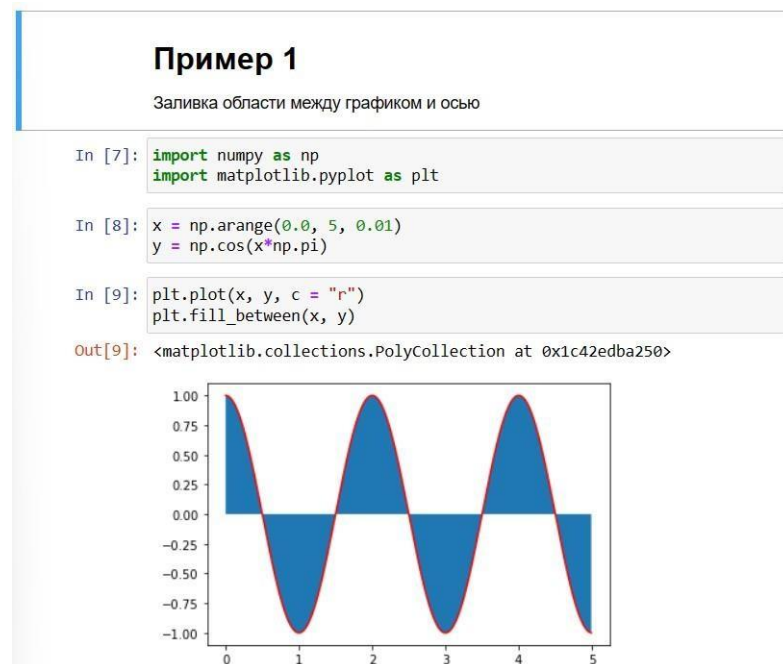 Пример 1
Заливка области между графиком и осью
In [7]: import numpy as np
import matplotlib.pyplot as plt
In [8]: x = np.arange(0.0, 5, 0.01)
y = np.cos(x*np.pi)
In [9]: plt.plot(x, y, c = "r")
plt.fill_between(x, y)
Out[9]: <matplotlib.collections.PolyCollection at 0x1c42edba250>
1.00
0.75
0.50
0.25
0.00
−0.25
−0.50
−0.75
−1.00
0 1 2 3 4 5